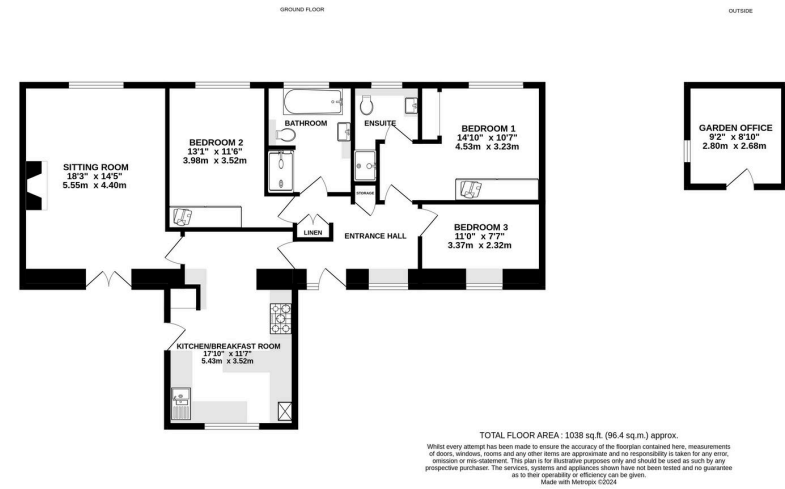 GROUND FLOOR
OUTSIDE
SITTING ROOM
18'3" x 14'5"
5.55m x 4.40m
BEDROOM 2
13'1" x 11'6"
3.98m x 3.52m
BATHROOM
ENSUITE
BEDROOM 1
14'10" x 10'7"
4.53m x 3.23m
GARDEN OFFICE
9'2" x 8'10"
2.80m x 2.68m
STORAGE
LINEN
ENTRANCE HALL
BEDROOM 3
11'0" x 7'7"
3.37m x 2.32m
KITCHEN/BREAKFAST ROOM
17'10" x 11'7"
5.43m x 3.52m
TOTAL FLOOR AREA : 1038 sq.ft. (96.4 sq.m.) approx.
Whilst every attempt has been made to ensure the accuracy of the floorplan contained here, measurements
of doors, windows, rooms and any other items are approximate and no responsibility is taken for any error,
omission or mis-statement. This plan is for illustrative purposes only and should be used as such by any
prospective purchaser. The services, systems and appliances shown have not been tested and no guarantee
as to their operability or efficiency can be given.
Made with Metropix ©2024